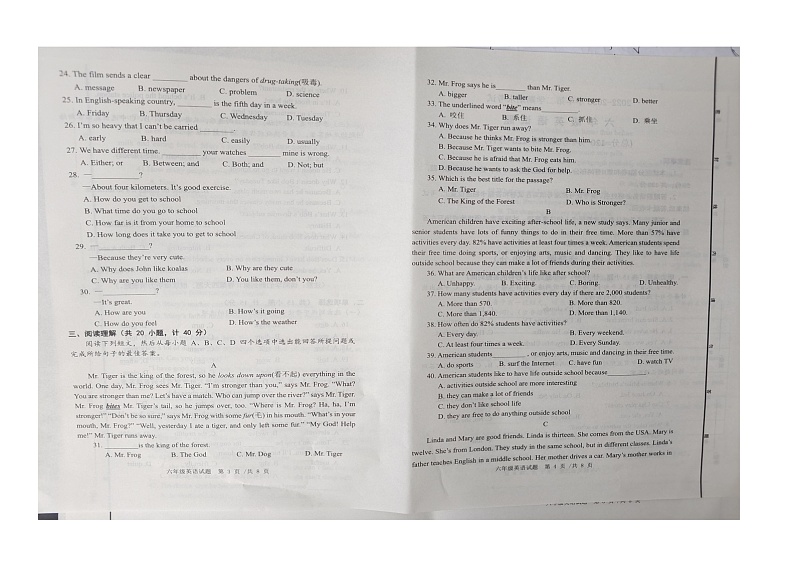 24. The film sends a clear ________ about the dangers of drug-taking(吸毒)
A. message B. newspaper C. problem D. science
25. In English-speaking country, _______ is the fifth day in a week.
A. Friday B. Thursday C. Wednesday D. Tuesday
26. I'm so heavy that I can't be carried _______.
A. early B. hard C. easily D. usually
27. We have different time. ________ your watches ________ mine is wrong.
A. Either; or B. Between; and C. Both; and D. Not; but
28. —__________?
—About four kilometers. It's good exercise.
A. How do you get to school
B. What time do you go to school
C. How far is it from your home to school
D. How long does it take you to get to school
29. —__________?
—Because they're very cute.
A. Why does John like koalas B. Why are they cute
C. Why are you like them D. You like them, don't you?
30. —____________?
—It's great.
A. How are you B. How's it going
C. How do you feel D. How's the weather
三、阅读理解（共 20 小题，计 40 分）
阅读下列短文，然后从每小题 A、B、C、D 四个选项中选出能回答所提问题或
完成所给句子的最佳答案。
A
Mr. Tiger is the king of the forest, so he looks down upon(看不起) everything in the
world. One day, Mr. Frog sees Mr. Tiger. "I'm stronger than you," says Mr. Frog. "What?
You are stronger than me? Let's have a match. Who can jump over the river?" says Mr. Tiger.
Mr. Frog bites Mr. Tiger's tail, so he jumps over, too. "Where is Mr. Frog? Ha, ha, I'm
stronger!" "Don't be so sure," says Mr. Frog with some fur(毛) in his mouth. "What's in your
mouth, Mr. Frog?" "Well, yesterday I ate a tiger, and only left some fur." "My God! Help
me!" Mr. Tiger runs away.
31. ________ is the king of the forest.
A. Mr. Frog B. The God C. Mr. Dog D. Mr. Tiger
六年级英语试题 第 3 页 /共 8 页
32. Mr. Frog says he is _______ than Mr. Tiger.
A. bigger B. taller C. stronger D. better
33. The underlined word "bite" means _________.
A. 咬住 B. 系住 C. 抓住 D. 乘坐
34. Why does Mr. Tiger run away?
A. Because he thinks Mr. Frog is stronger than him.
B. Because Mr. Tiger wants to bite Mr. Frog.
C. Because he is afraid that Mr. Frog eats him.
D. Because he wants to ask the God for help.
35. Which is the best title for the passage?
A. Mr. Tiger B. Mr. Frog
C. The King of the Forest D. Who is Stronger?
B
American children have exciting after-school life, a new study says. Many junior and
senior students have lots of funny things to do in their free time. More than 57% have
activities every day. 82% have activities at least four times a week. American students spend
their free time doing sports, or enjoying arts, music and dancing. They like to have life
outside school because they can make a lot of friends during their activities.
36. What are American children's life like after school?
A. Unhappy. B. Exciting. C. Boring. D. Unhealthy.
37. How many students have activities every day if there are 2,000 students?
A. More than 570. B. More than 820.
C. More than 1,840. D. More than 1,140.
38. How often do 82% students have activities?
A. Every day. B. Every weekend.
C. At least four times a week. D. Every Sunday.
39. American students________, or enjoy arts, music and dancing in their free time.
A. do sports B. surf the Internet C. have fun D. watch TV
40. American students like to have life outside school because __________.
A. activities outside school are more interesting
B. they can make a lot of friends
C. they don't like school life
D. they are free to do anything outside school
C
Linda and Mary are good friends. Linda is thirteen. She comes from the USA. Mary is
twelve. She's from London. They study in the same school, but in different classes. Linda's
father teaches English in a middle school. Her mother drives a car. Mary's mother works in
六年级英语试题 第 4 页 /共 8 页